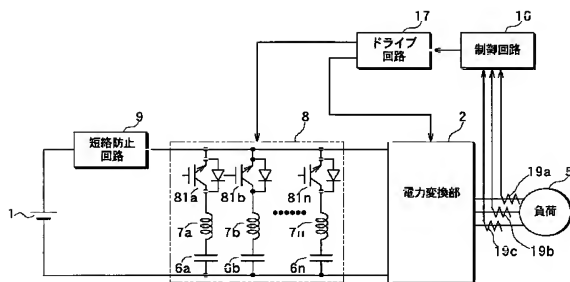 17
ドライブ
回路
16
制御回路
9
短絡防止
回路
8
2
電力変換部
19a
5
負荷
19b
19c
1
81a
81b
81n
7a
7b
7n
6a
6b
6n